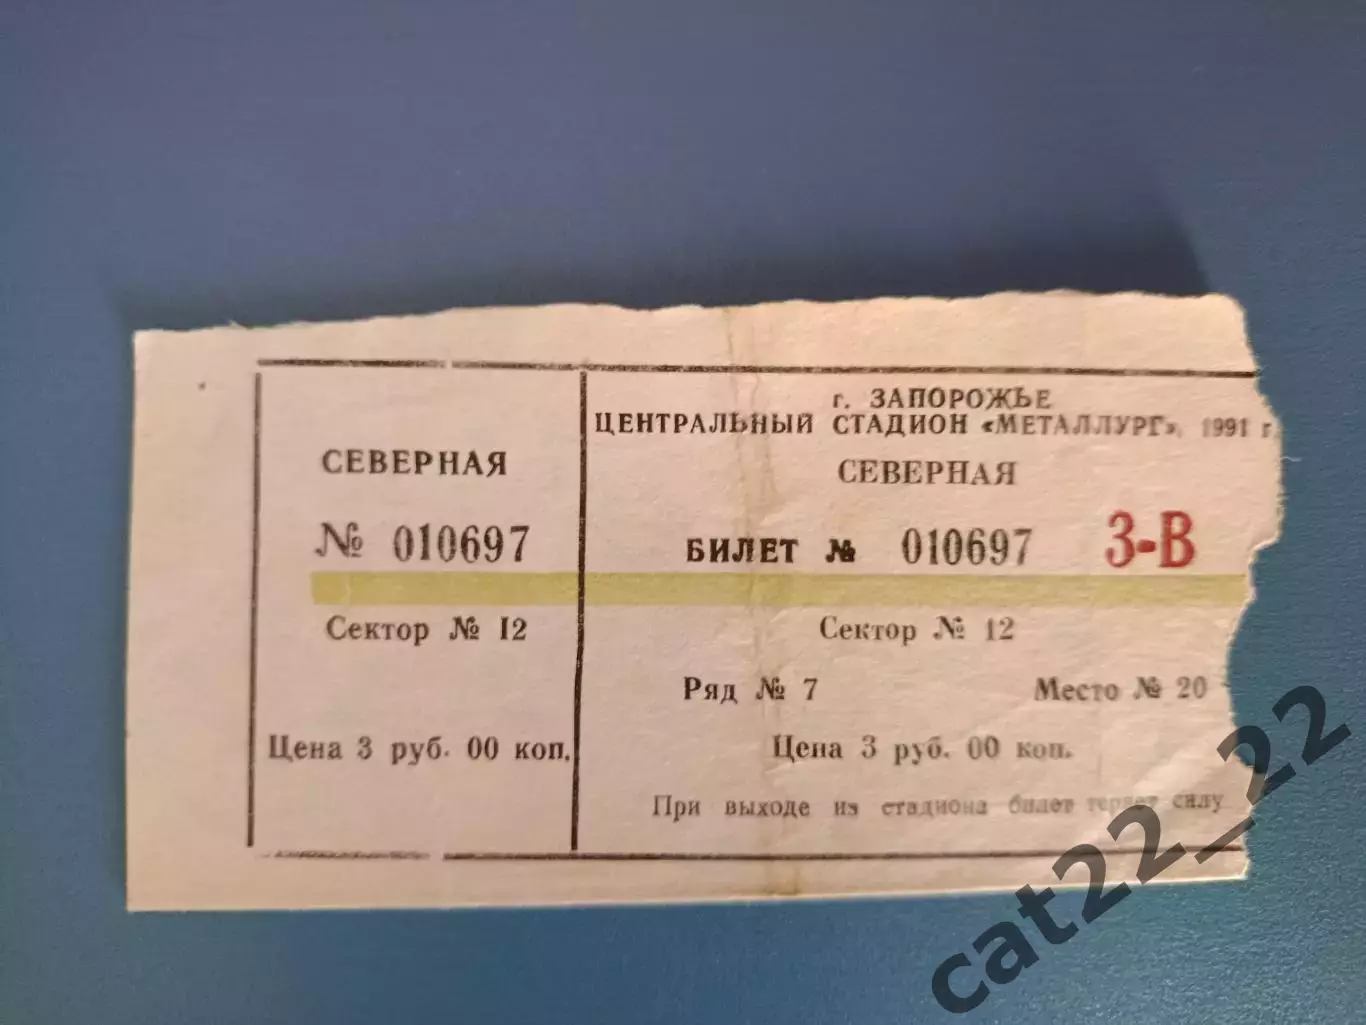 СЕВЕРНАЯ
№ 010697
Сектор № 12
Цена 3 руб. 00 коп.
г. ЗАПОРОЖЬЕ
ЦЕНТРАЛЬНЫЙ СТАДИОН «МЕТАЛЛУРГ», 1991 г.
СЕВЕРНАЯ
БИЛЕТ № 010697 3-В
Сектор № 12
Ряд № 7 Место № 20
Цена 3 руб. 00 коп.
При выходе из стадиона билет теряет силу
cat22_22